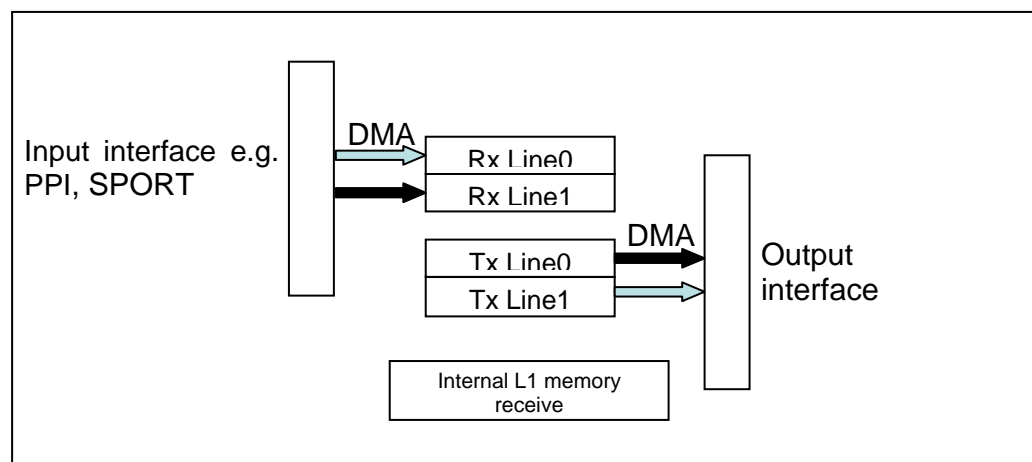 Input interface e.g.
PPI, SPORT
DMA
Rx Line0
Rx Line1
Tx Line0
Tx Line1
DMA
Output
interface
Internal L1 memory
receive